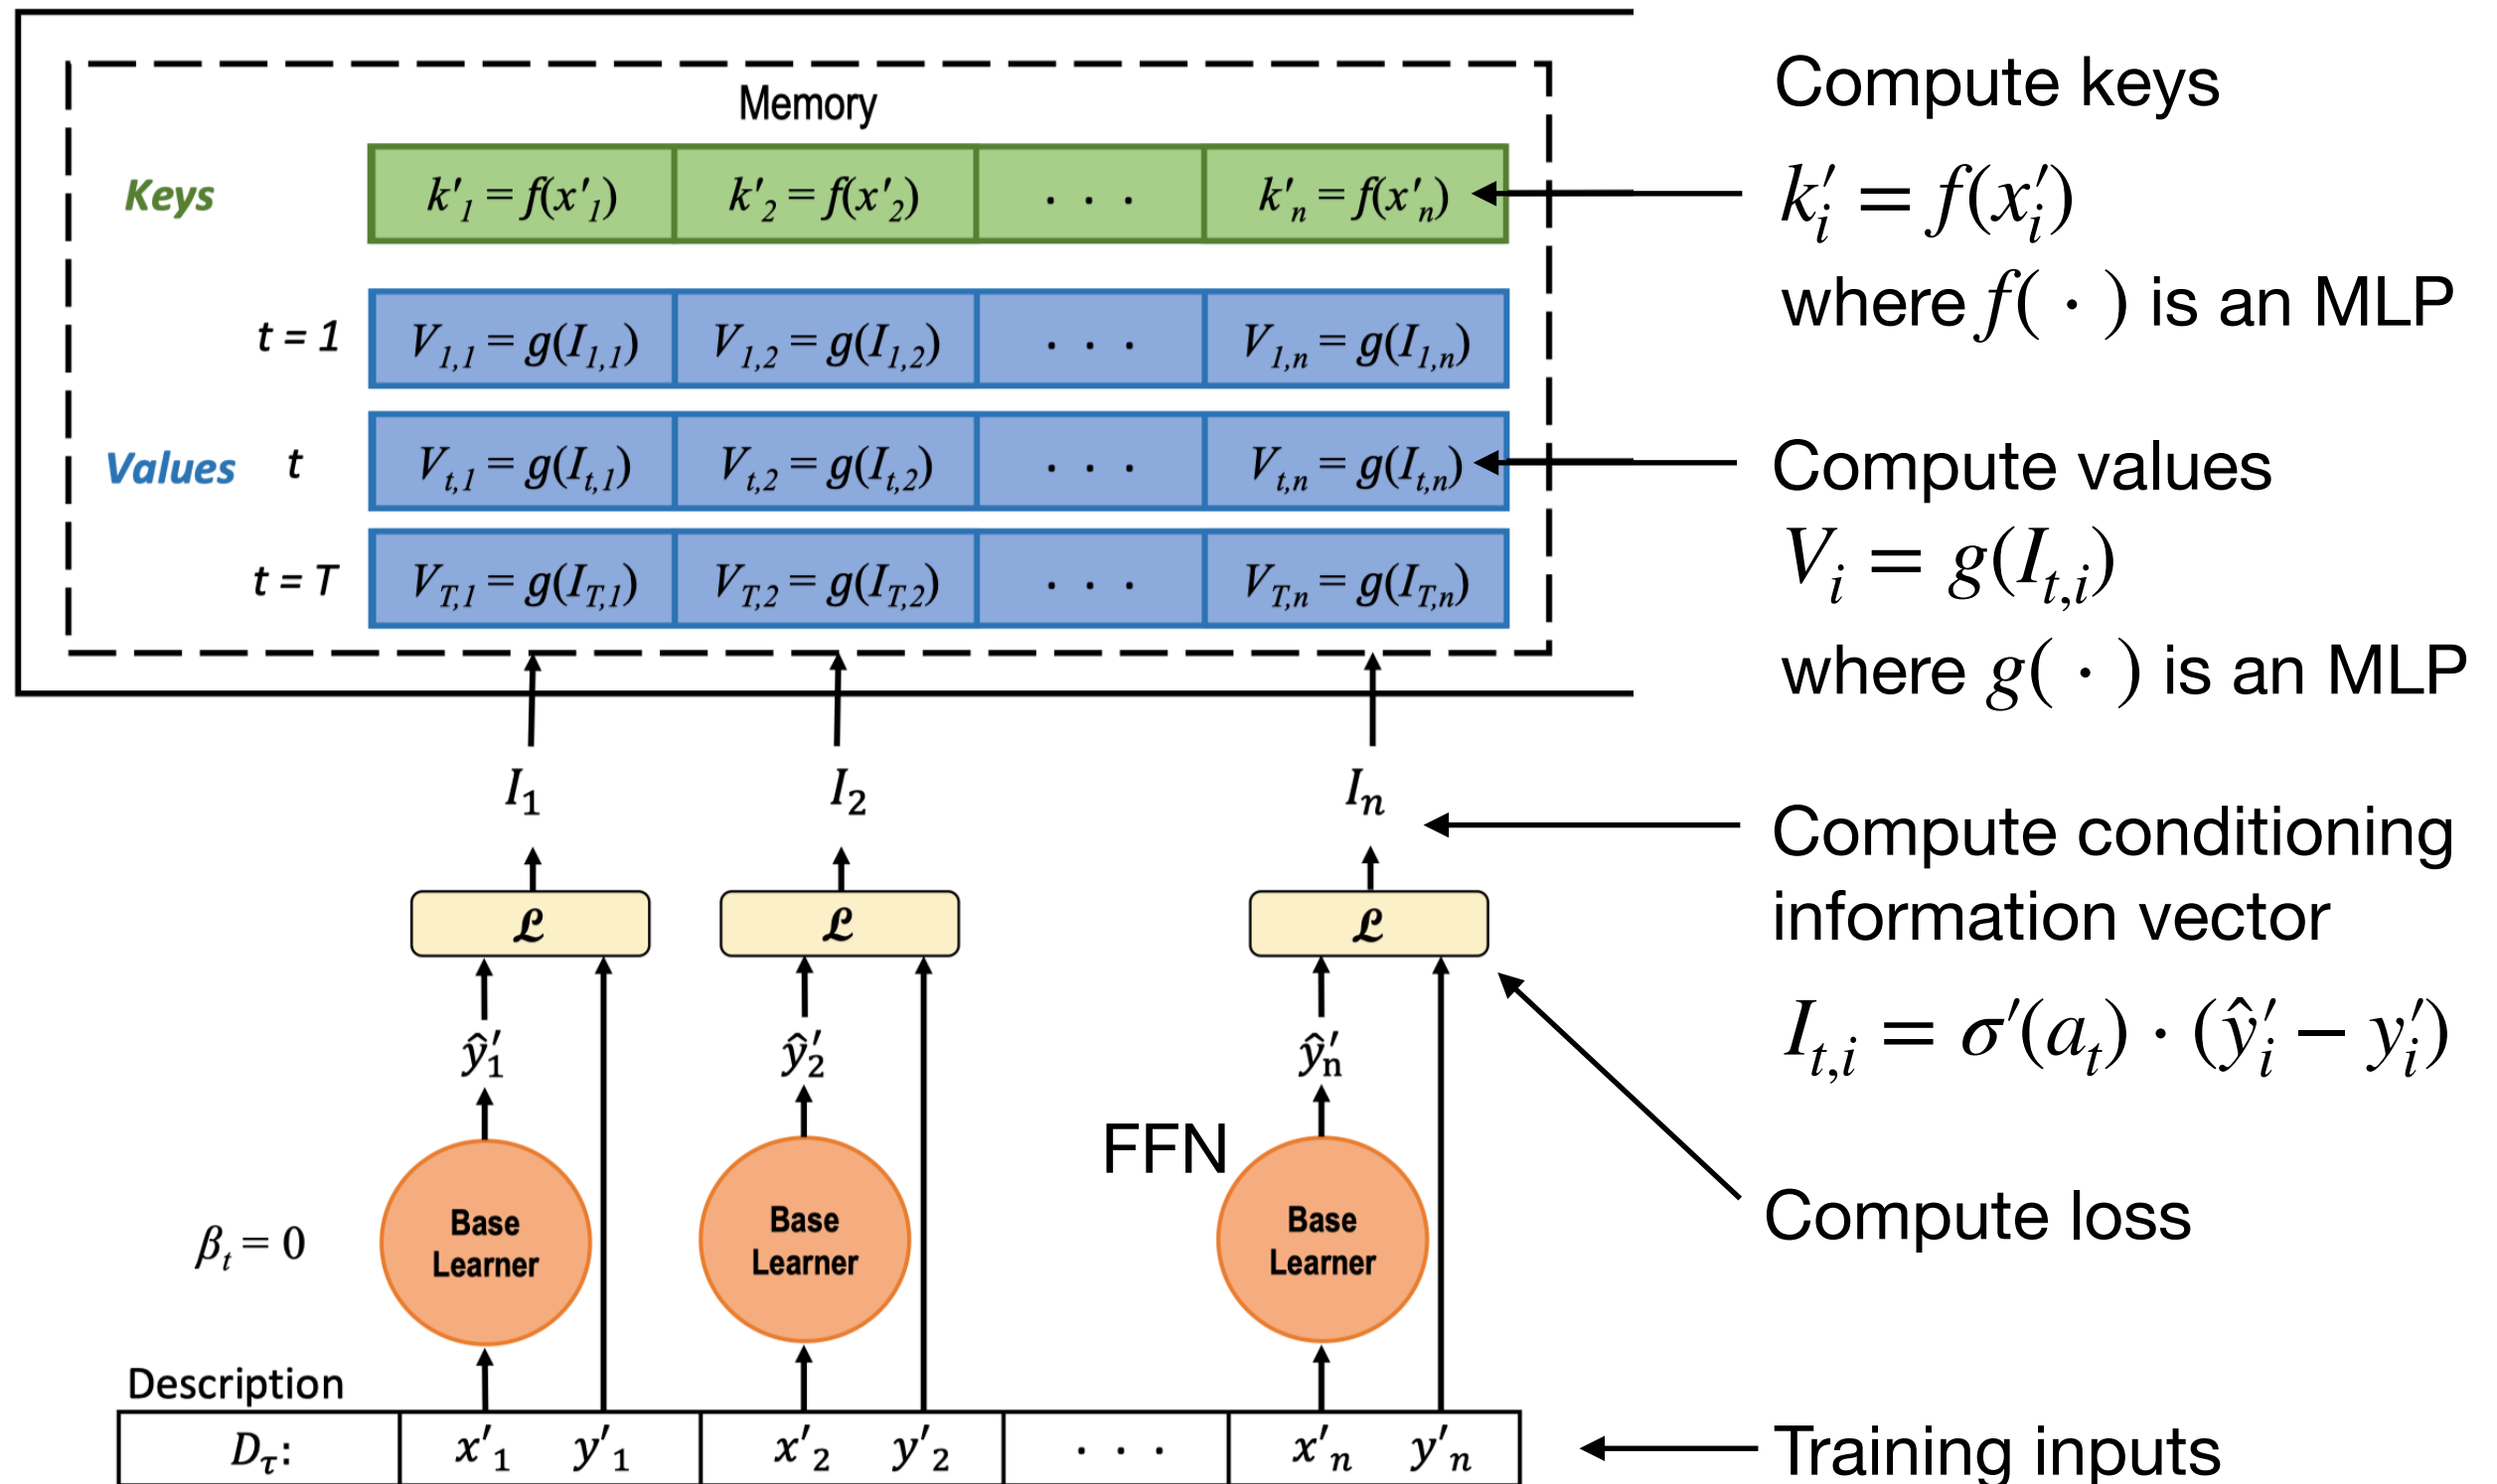 Memory
Keys k′1 = f(x′1) k′2 = f(x′2) · · · k′n = f(x′n)
t = 1 V1,1 = g(I1,1) V1,2 = g(I1,2) · · · V1,n = g(I1,n)
Values t Vt,1 = g(It,1) Vt,2 = g(It,2) · · · Vt,n = g(It,n)
t = T VT,1 = g(IT,1) VT,2 = g(IT,2) · · · VT,n = g(IT,n)
Compute keys
k′i = f(x′i)
where f( · ) is an MLP
Compute values
Vi = g(It,i)
where g( · ) is an MLP
I1 I2 In
Compute conditioning
information vector
It,i = σ′(at) · (ŷ′i − y′i)
ℒ ℒ ℒ
ŷ′1 ŷ′2 ŷ′n
FFN
Compute loss
βt = 0
Base
Learner
Base
Learner
Base
Learner
Description
Dτ: x′1 y′1 x′2 y′2 · · · x′n y′n
Training inputs